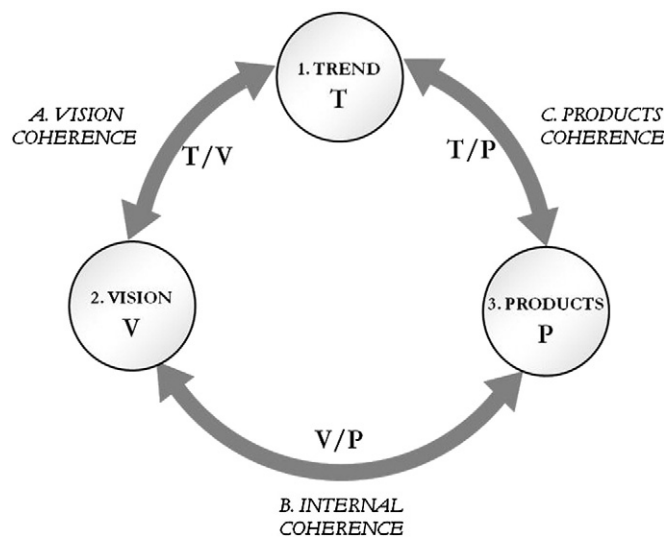 1. TREND
T
A. VISION
COHERENCE
C. PRODUCTS
COHERENCE
T/V
T/P
2. VISION
V
3. PRODUCTS
P
V/P
B. INTERNAL
COHERENCE